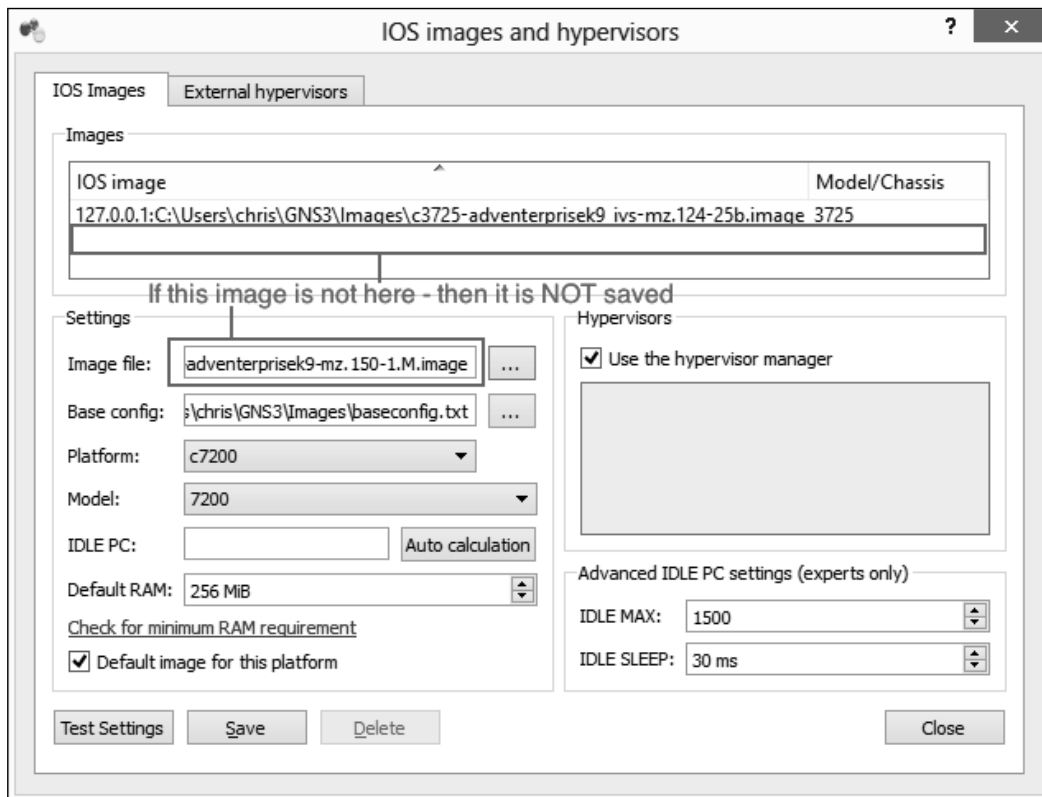 IOS images and hypervisors
?
x
IOS Images
External hypervisors
Images
IOS image
Model/Chassis
127.0.0.1:C:\Users\chris\GNS3\Images\c3725-adventerprisek9_ivs-mz.124-25b.image 3725
If this image is not here - then it is NOT saved
Settings
Image file: adventerprisek9-mz.150-1.M.image ...
Base config: s\chris\GNS3\Images\baseconfig.txt ...
Platform: c7200
Model: 7200
IDLE PC: Auto calculation
Default RAM: 256 MiB
Check for minimum RAM requirement
Default image for this platform
Hypervisors
Use the hypervisor manager
Advanced IDLE PC settings (experts only)
IDLE MAX: 1500
IDLE SLEEP: 30 ms
Test Settings
Save
Delete
Close